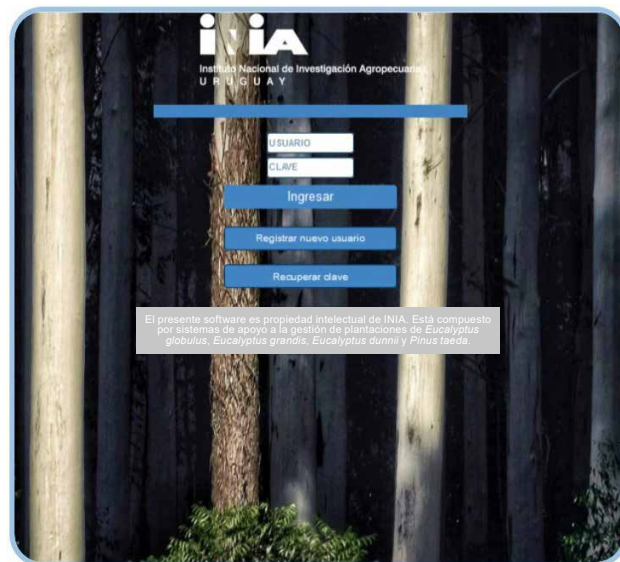 INIA
Instituto Nacional de Investigación Agropecuaria
URUGUAY
USUARIO
CLAVE
Ingresar
Registrar nuevo usuario
Recuperar clave
El presente software es propiedad intelectual de INIA. Está compuesto
por sistemas de apoyo a la gestión de plantaciones de Eucalyptus
globulus, Eucalyptus grandis, Eucalyptus dunnii y Pinus taeda.